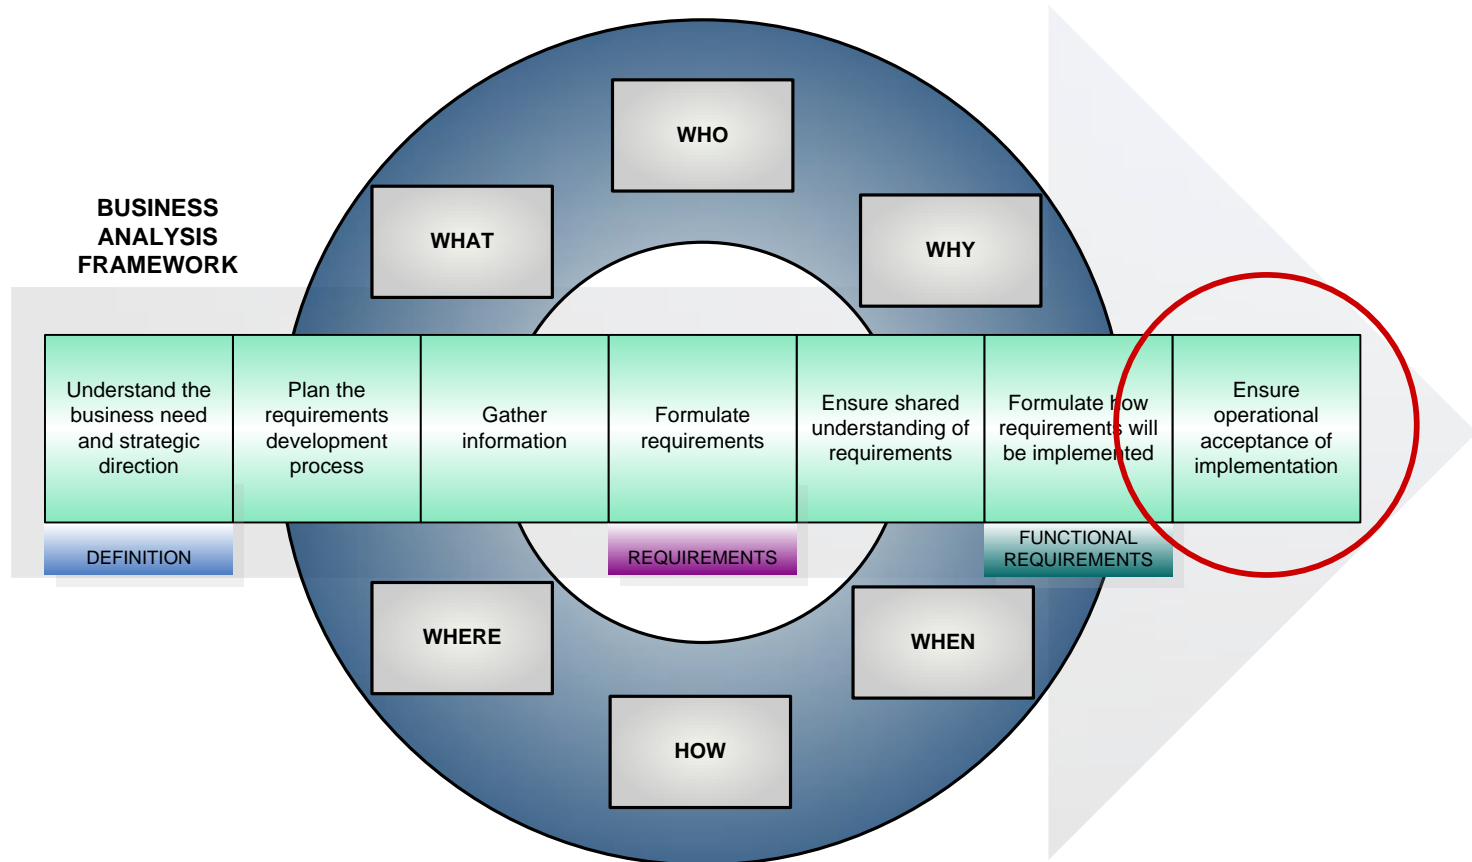 WHO
WHAT
WHY
BUSINESS
ANALYSIS
FRAMEWORK
Understand the
business need
and strategic
direction
Plan the
requirements
development
process
Gather
information
Formulate
requirements
Ensure shared
understanding of
requirements
Formulate how
requirements will
be implemented
Ensure
operational
acceptance of
implementation
DEFINITION
REQUIREMENTS
FUNCTIONAL
REQUIREMENTS
WHERE
WHEN
HOW